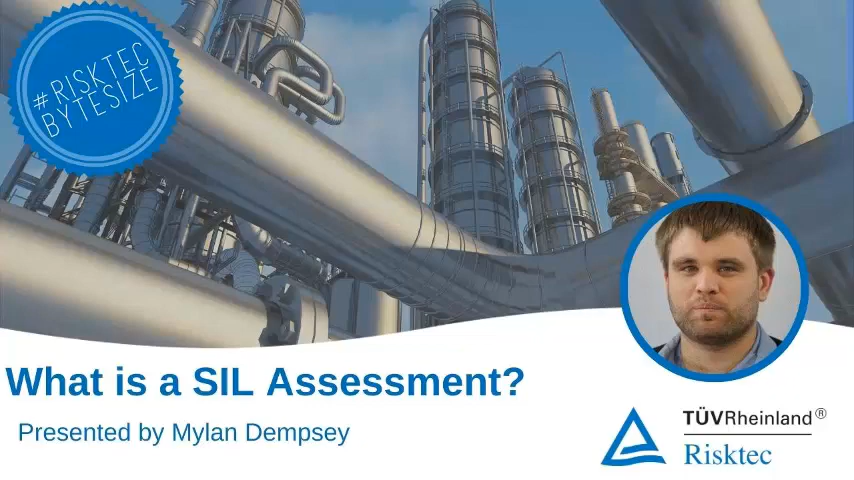 #RISKTEC
BYTESIZE
What is a SIL Assessment?
Presented by Mylan Dempsey
TÜVRheinland®
Risktec